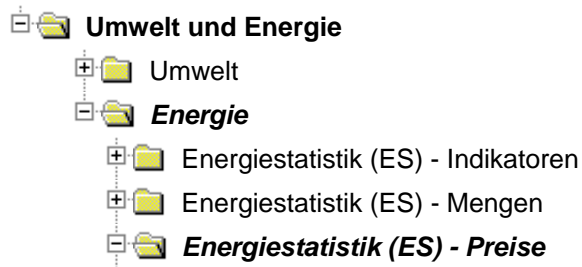 Umwelt und Energie
Umwelt
Energie
Energiestatistik (ES) - Indikatoren
Energiestatistik (ES) - Mengen
Energiestatistik (ES) - Preise